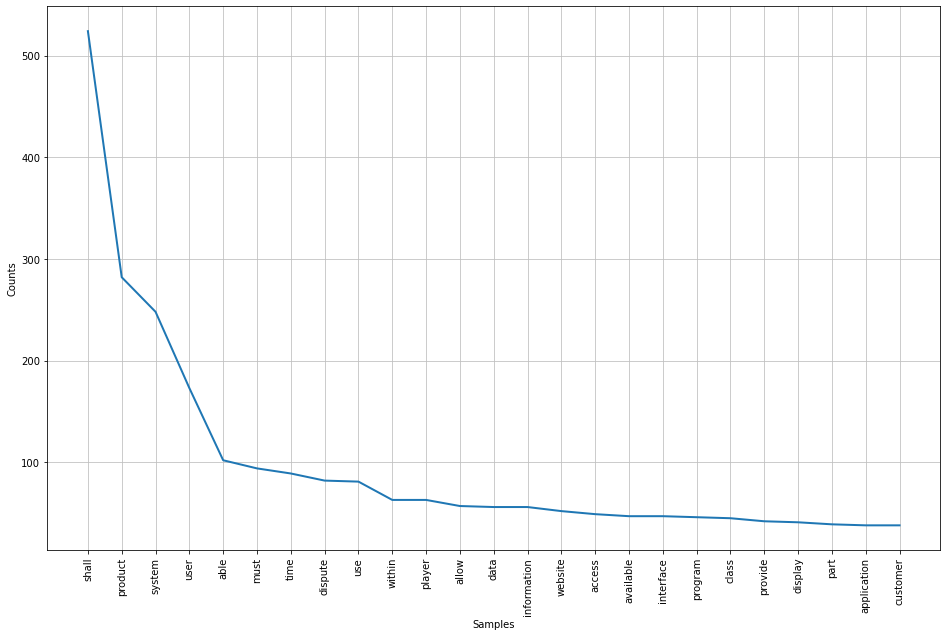 500
400
300
200
100
Counts
shall
product
system
user
able
must
time
dispute
use
within
player
allow
data
information
website
access
available
interface
program
class
provide
display
part
application
customer
Samples